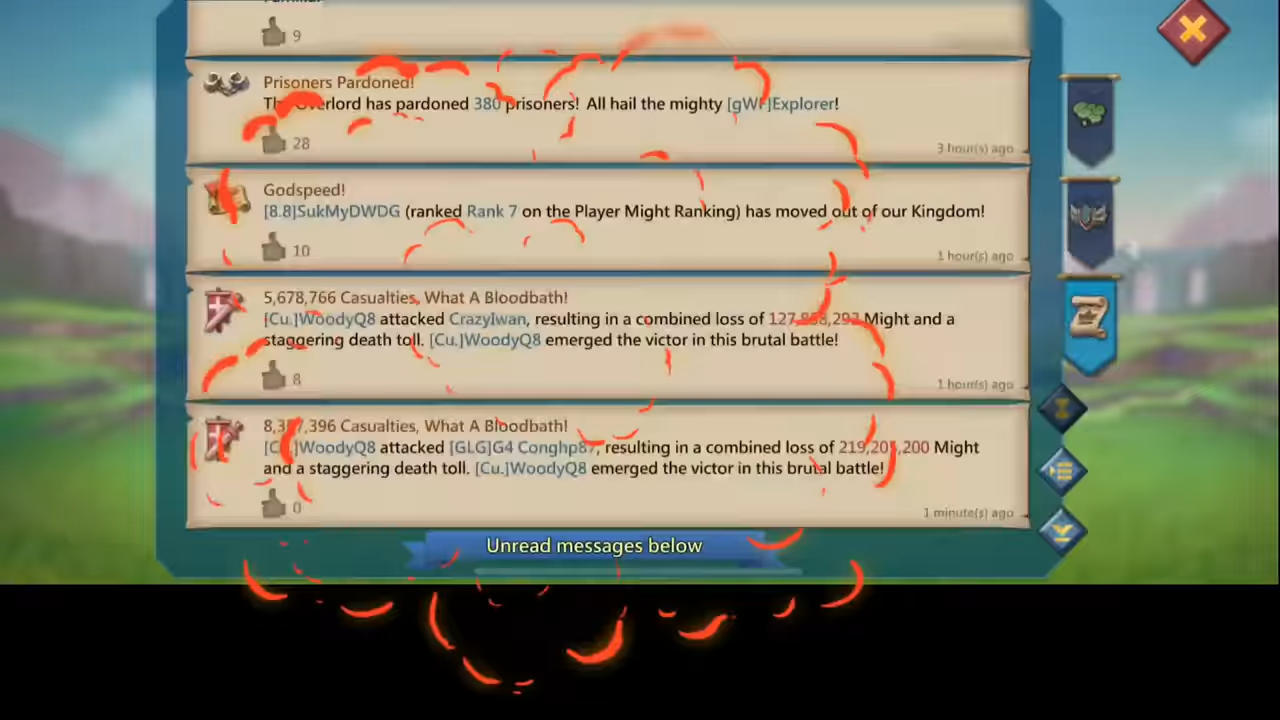 9
Prisoners Pardoned!
The Overlord has pardoned 380 prisoners! All hail the mighty [gWF]Explorer!
28
3 hour(s) ago
Godspeed!
[8.8]SukMyDWDG (ranked Rank 7 on the Player Might Ranking) has moved out of our Kingdom!
10
1 hour(s) ago
5,678,766 Casualties, What A Bloodbath!
[Cu.]WoodyQ8 attacked CrazyIwan, resulting in a combined loss of Might and a
staggering death toll. [Cu.]WoodyQ8 emerged the victor in this brutal battle!
8
1 hour(s) ago
Casualties, What A Bloodbath!
[Cu.]WoodyQ8 attacked [GLG]G4 Conghp87, resulting in a combined loss of Might
and a staggering death toll. [Cu.]WoodyQ8 emerged the victor in this brutal battle!
0
1 minute(s) ago
Unread messages below